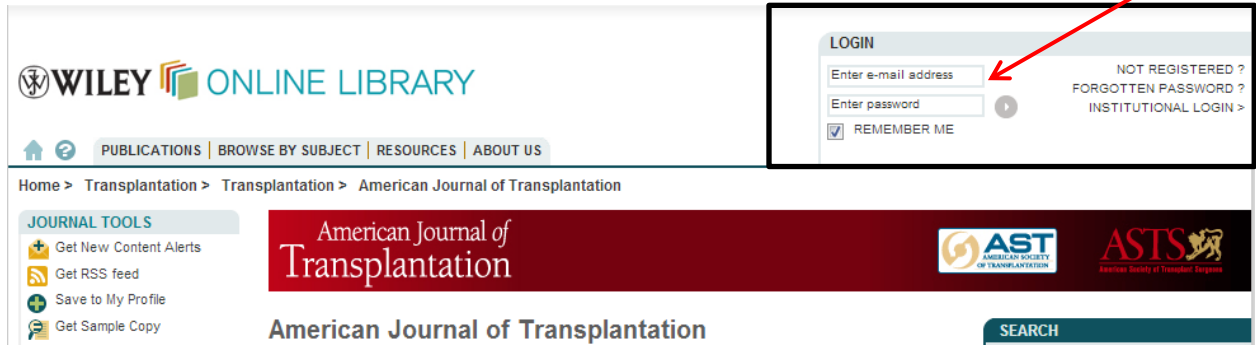 LOGIN
WILEY ONLINE LIBRARY
Enter e-mail address
NOT REGISTERED ?
FORGOTTEN PASSWORD ?
Enter password
INSTITUTIONAL LOGIN >
REMEMBER ME
PUBLICATIONS | BROWSE BY SUBJECT | RESOURCES | ABOUT US
Home > Transplantation > Transplantation > American Journal of Transplantation
JOURNAL TOOLS
Get New Content Alerts
Get RSS feed
Save to My Profile
Get Sample Copy
American Journal of
Transplantation
AST
AMERICAN SOCIETY
OF TRANSPLANTATION
ASTS
American Society of Transplant Surgeons
American Journal of Transplantation
SEARCH